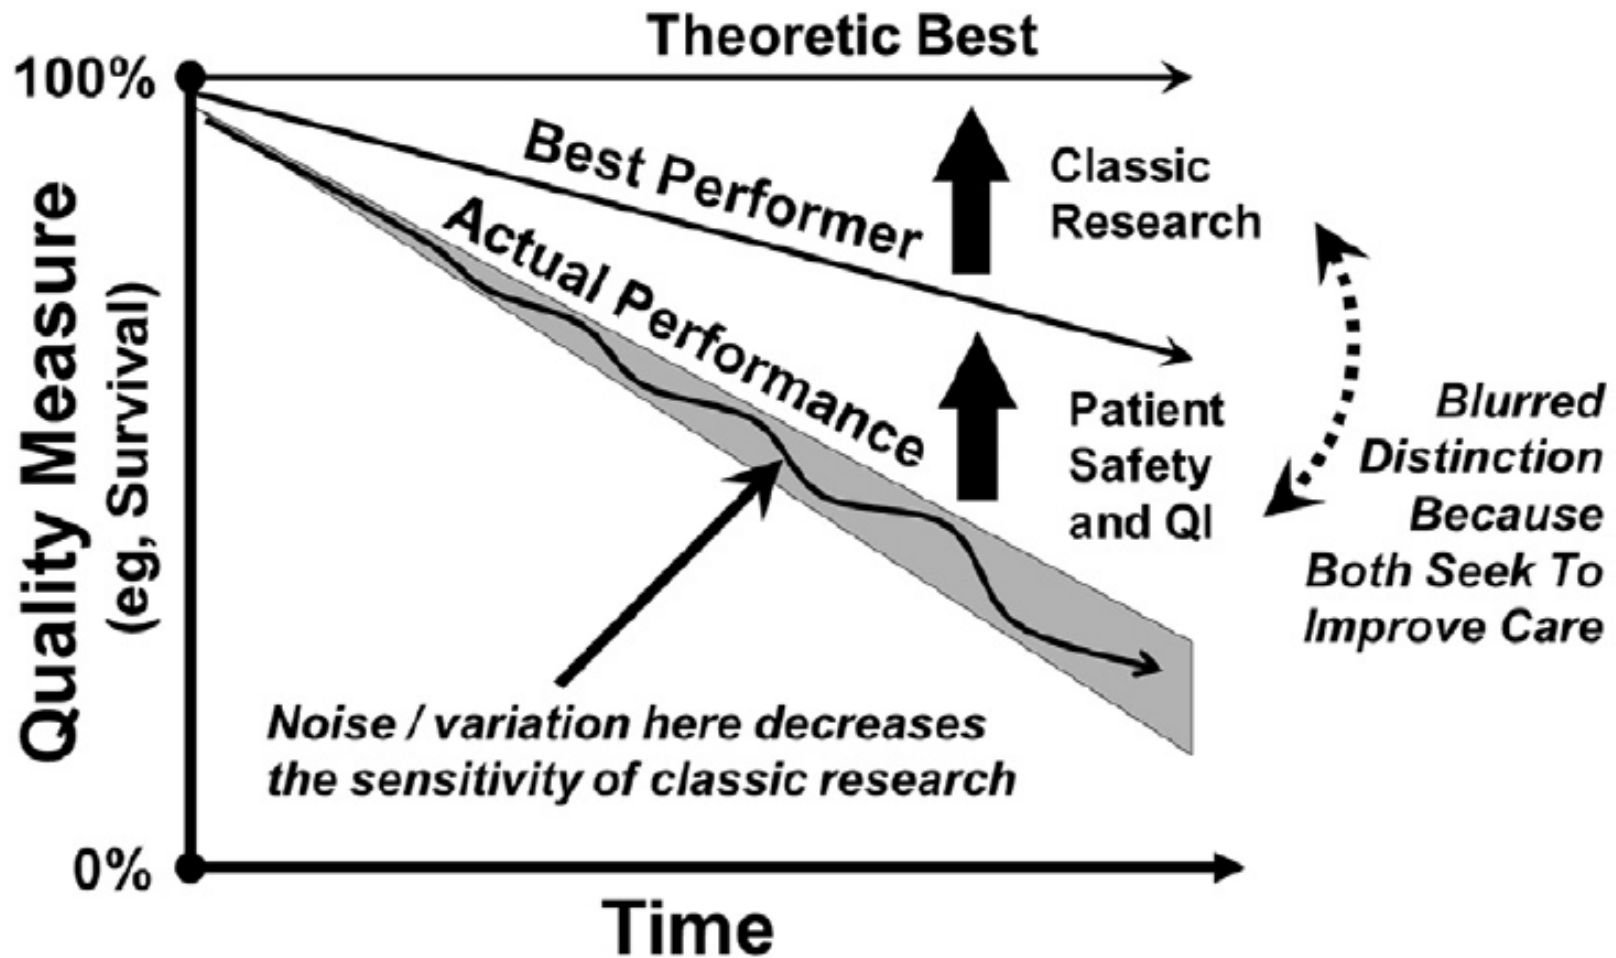 Theoretic Best
100%
Best Performer
Classic
Research
Actual Performance
Patient
Safety
and QI
Blurred
Distinction
Because
Both Seek To
Improve Care
Quality Measure
(eg, Survival)
Noise / variation here decreases
the sensitivity of classic research
0%
Time